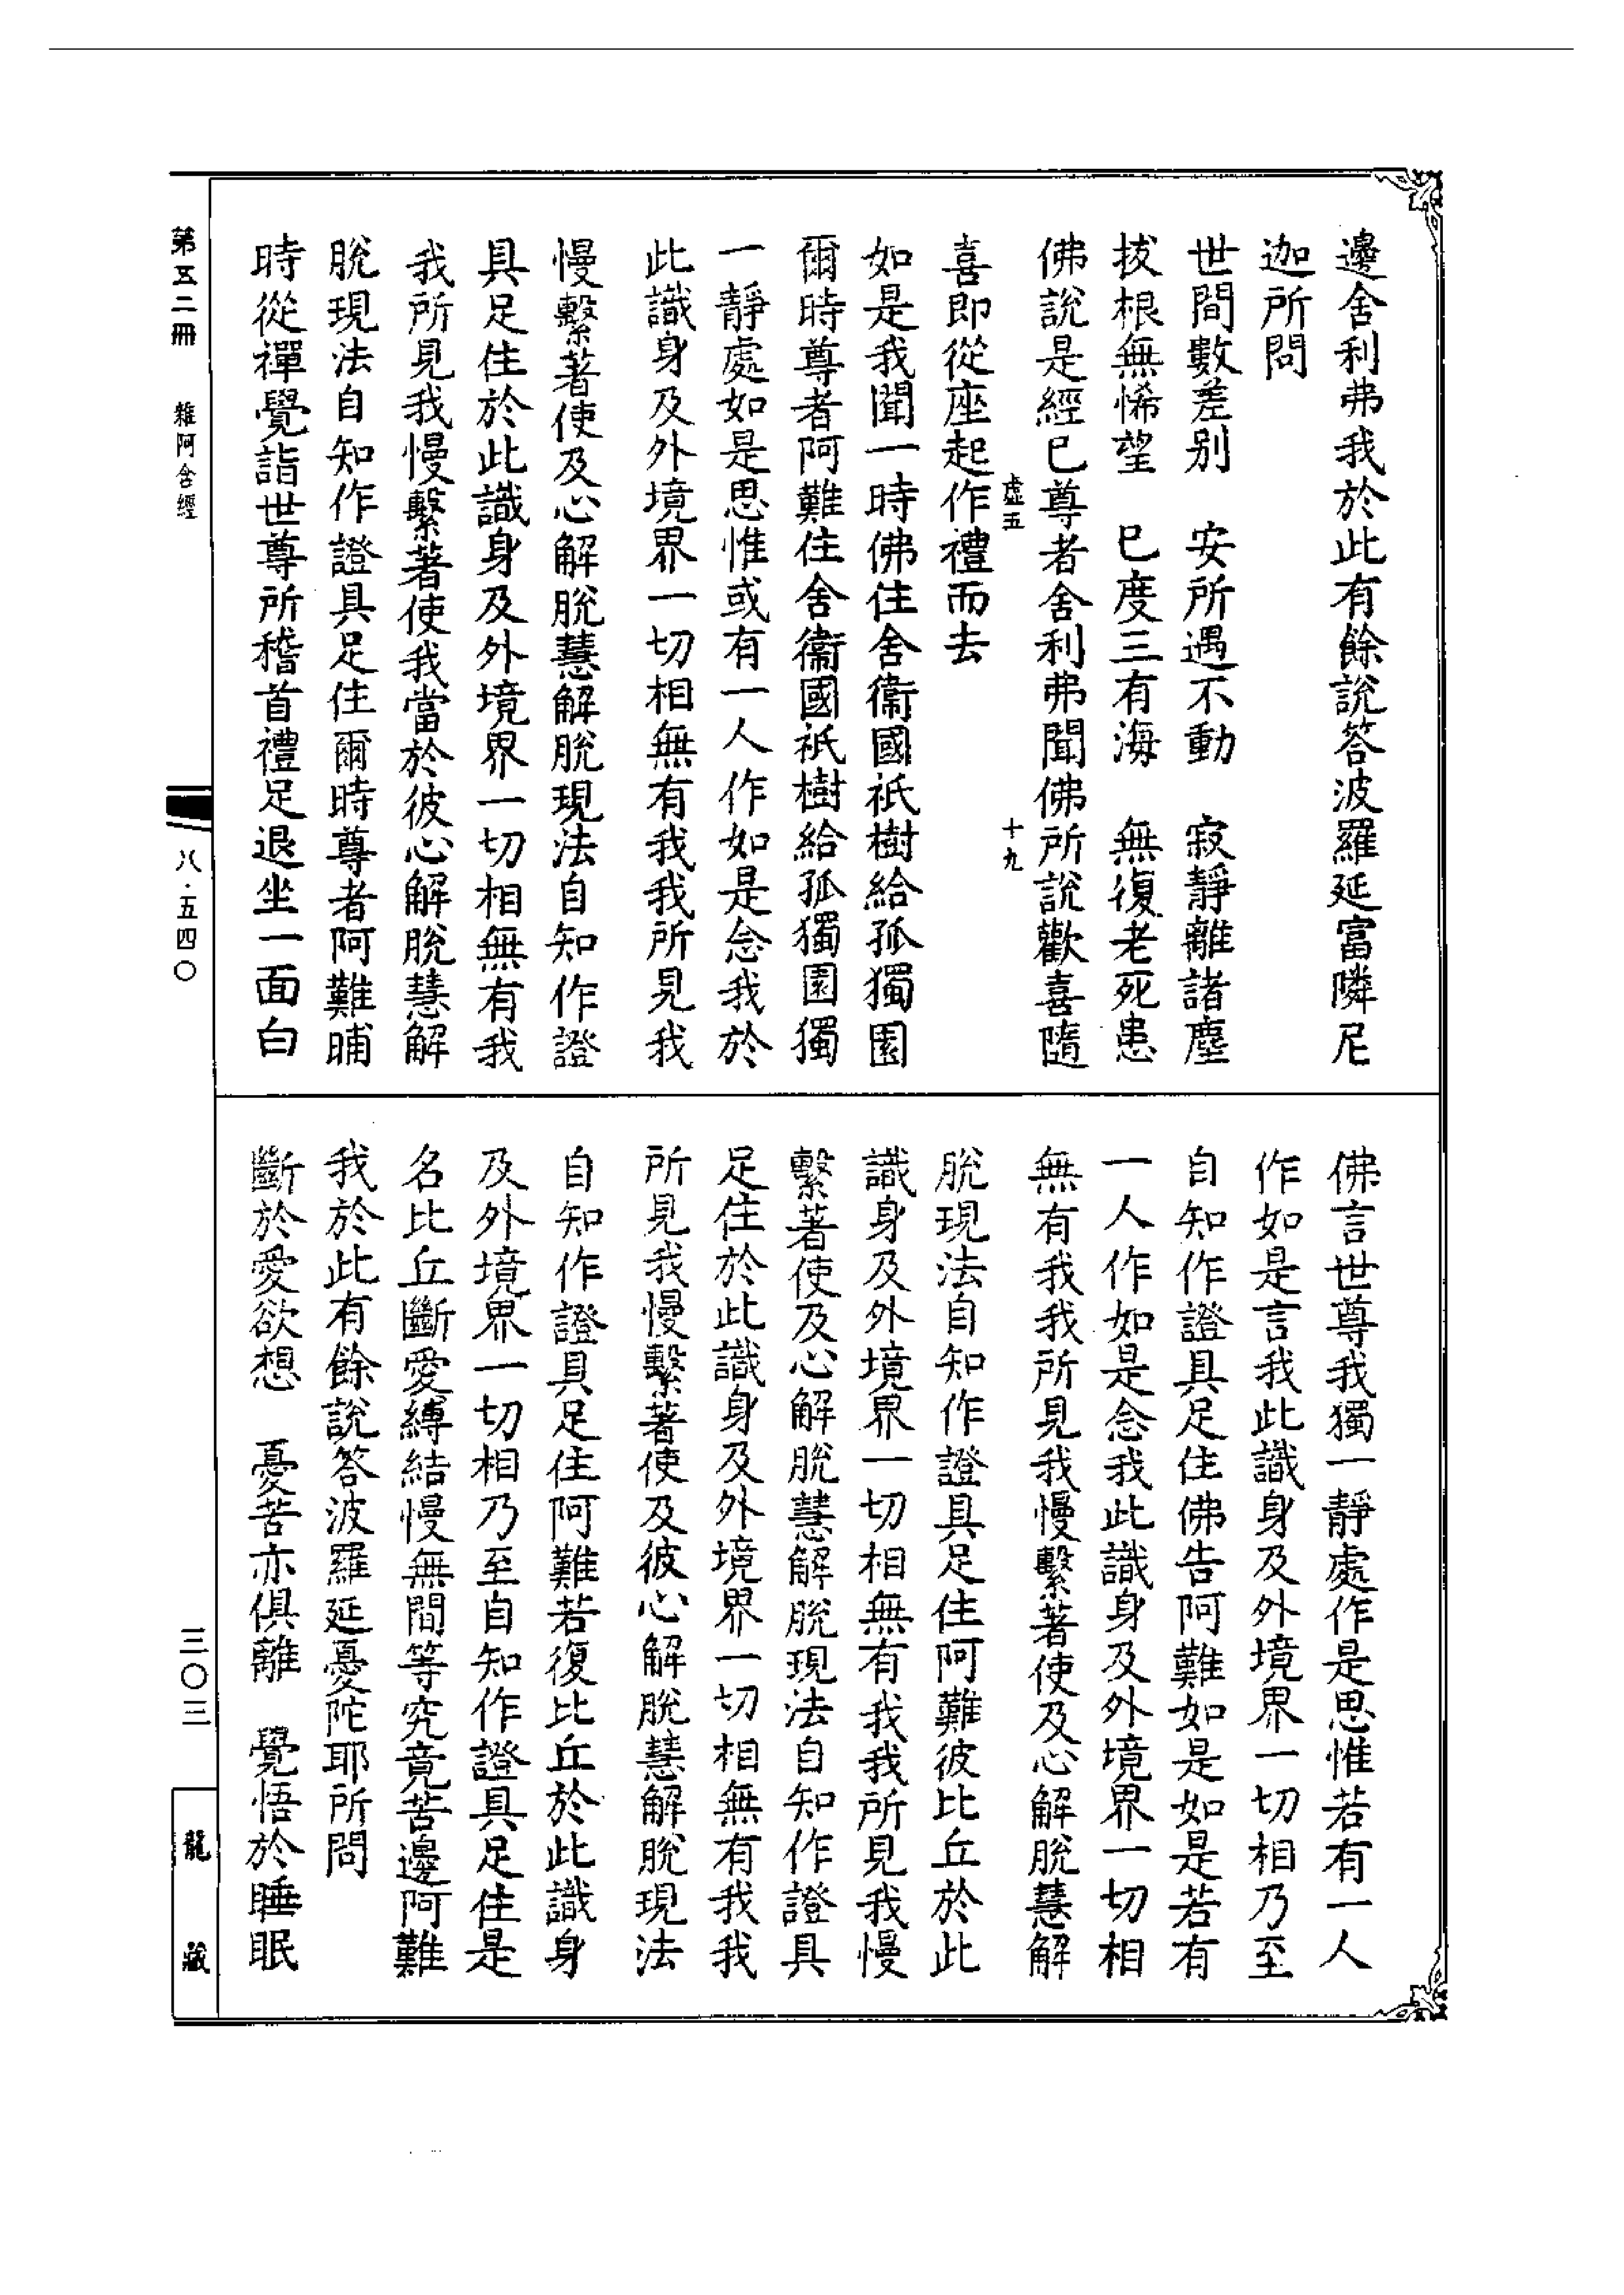 邊舍利弗我於此有餘說答波羅延富隣尼
迦所問
世間數差別　安所遇不動　寂靜離諸塵
拔根無悕望　巳度三有海　無復老死患
佛說是經巳尊者舍利弗聞佛所說歡喜隨
虛五　十九
喜即從座起作禮而去
如是我聞一時佛住舍衞國祇樹給孤獨園
爾時尊者阿難住舍衞國祇樹給孤獨園獨
一靜處如是思惟或有一人作如是念我於
此識身及外境界一切相無有我我所見我
慢繫著使及心解脫慧解脫現法自知作證
具足住於此識身及外境界一切相無有我
我所見我慢繫著使我當於彼心解脫慧解
脫現法自知作證具足住爾時尊者阿難晡
時從禪覺詣世尊所稽首禮足退坐一面白
佛言世尊我獨一靜處作是思惟若有一人
作如是言我此識身及外境界一切相乃至
自知作證具足住佛告阿難如是如是若有
一人作如是念我此識身及外境界一切相
無有我我所見我慢繫著使及心解脫慧解
脫現法自知作證具足住阿難彼比丘於此
識身及外境界一切相無有我我所見我慢
繫著使及心解脫慧解脫現法自知作證具
足住於此識身及外境界一切相無有我我
所見我慢繫著使及彼心解脫慧解脫現法
自知作證具足住阿難若復比丘於此識身
及外境界一切相乃至自知作證具足住是
名比丘斷愛縛結慢無間等究竟苦邊阿難
我於此有餘說答波羅延憂陀耶所問
斷於愛欲想　憂苦亦俱離　覺悟於睡眠
第五二冊　雜阿含經
八·五四〇
三〇三
龍藏